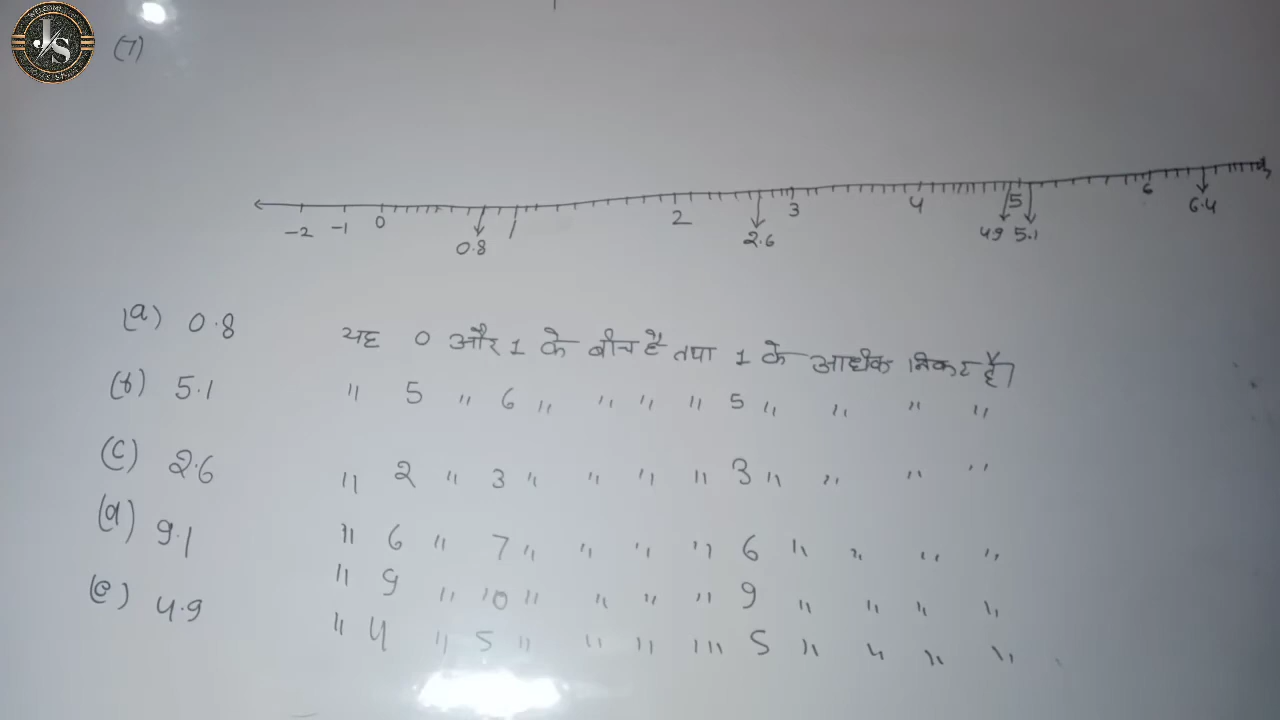 WELCOME
J/S
(7)
-2 -1 0 0.8 1 2 2.6 3 4 4.9 5 5.1 6 6.4
(a) 0.8 यह 0 और 1 के बीच है तथा 1 के अधिक निकट है।
(b) 5.1 " 5 " 6 " " " " 5 " " " "
(c) 2.6 " 2 " 3 " " " " 3 " " " "
(d) 9.1 " 6 " 7 " " " " 6 " " " "
" 9 " 10 " " " " 9 " " " "
(e) 4.9 " 4 " 5 " " " " 5 " " " "